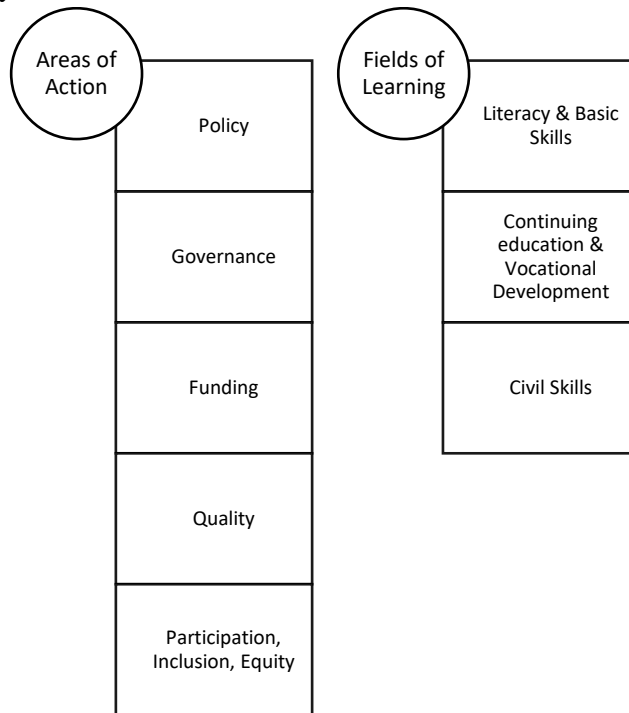 Areas of
Action
Policy
Governance
Funding
Quality
Participation,
Inclusion, Equity
Fields of
Learning
Literacy & Basic
Skills
Continuing
education &
Vocational
Development
Civil Skills